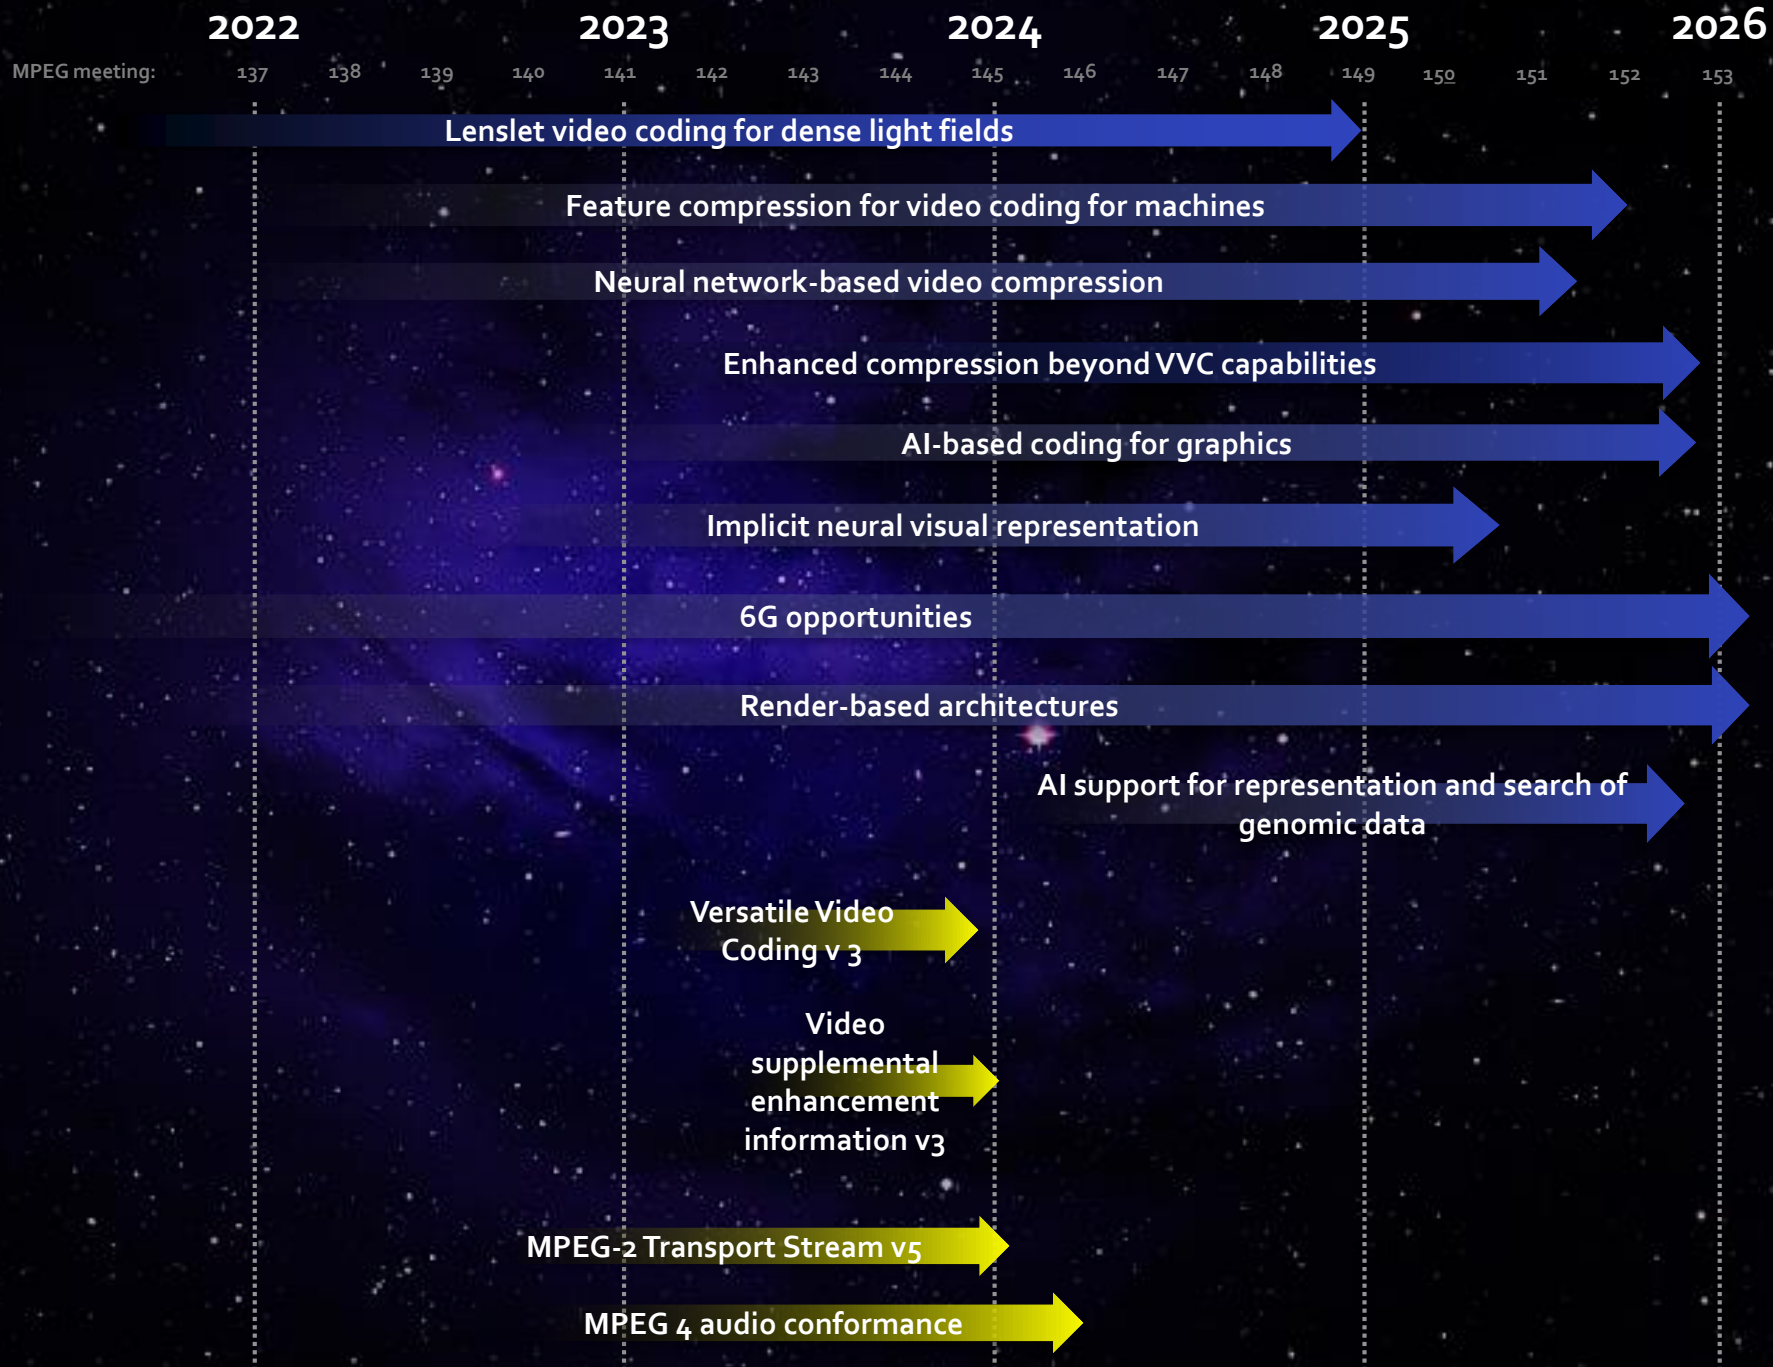 2022 2023 2024 2025 2026
MPEG meeting: 137 138 139 140 141 142 143 144 145 146 147 148 149 150 151 152 153
Lenslet video coding for dense light fields
Feature compression for video coding for machines
Neural network-based video compression
Enhanced compression beyond VVC capabilities
AI-based coding for graphics
Implicit neural visual representation
6G opportunities
Render-based architectures
AI support for representation and search of
genomic data
Versatile Video
Coding v 3
Video
supplemental
enhancement
information v3
MPEG-2 Transport Stream v5
MPEG 4 audio conformance